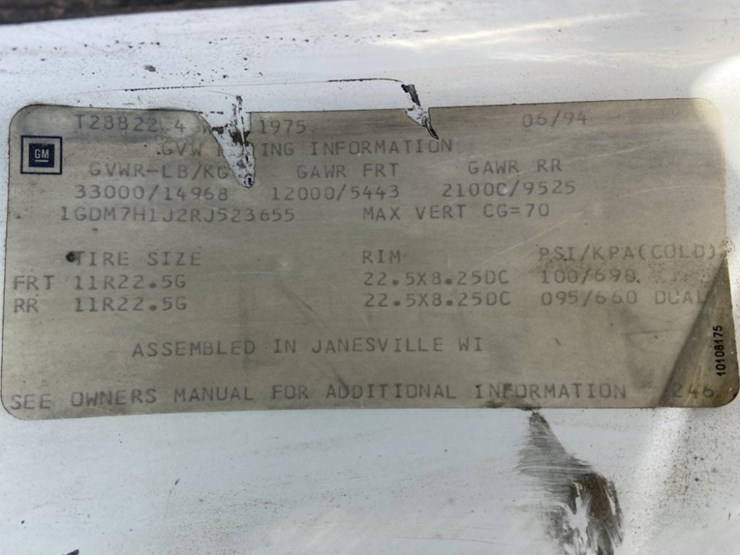 1975 06/94
GM
GVW ING INFORMATION
GVWR-LB/KG GAWR FRT GAWR RR
33000/14968 12000/5443 21000/9525
1GDM7H1J2RJ523655 MAX VERT CG=70
TIRE SIZE RIM PSI/KPA(COLD)
FRT 11R22.5G 22.5X8.25DC 100/690
RR 11R22.5G 22.5X8.25DC 095/660 DUAL
ASSEMBLED IN JANESVILLE WI
10108175
SEE OWNERS MANUAL FOR ADDITIONAL INFORMATION 246